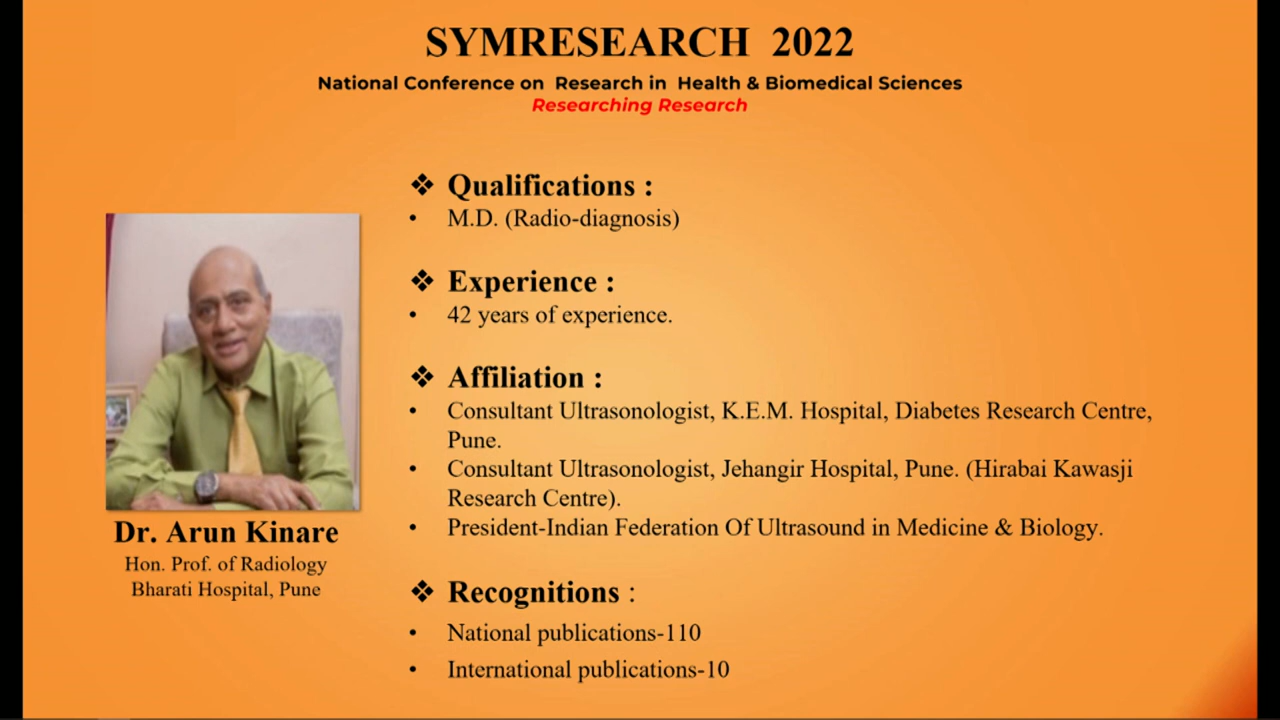 SYMRESEARCH 2022
National Conference on Research in Health & Biomedical Sciences
Researching Research
❖ Qualifications :
• M.D. (Radio-diagnosis)
❖ Experience :
• 42 years of experience.
❖ Affiliation :
• Consultant Ultrasonologist, K.E.M. Hospital, Diabetes Research Centre,
Pune.
• Consultant Ultrasonologist, Jehangir Hospital, Pune. (Hirabai Kawasji
Research Centre).
• President-Indian Federation Of Ultrasound in Medicine & Biology.
❖ Recognitions :
• National publications-110
• International publications-10
Dr. Arun Kinare
Hon. Prof. of Radiology
Bharati Hospital, Pune